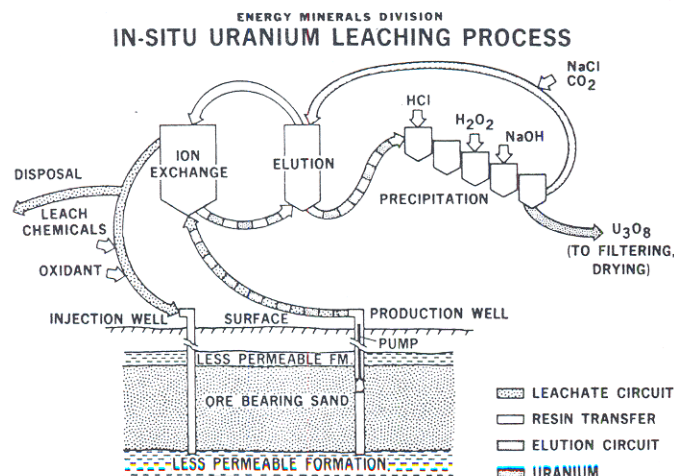 ENERGY MINERALS DIVISION
IN-SITU URANIUM LEACHING PROCESS
NaCl
CO2
HCl
H2O2
NaOH
ION
EXCHANGE
ELUTION
PRECIPITATION
DISPOSAL
LEACH
CHEMICALS
OXIDANT
U3O8
(TO FILTERING,
DRYING)
INJECTION WELL
SURFACE
PRODUCTION WELL
PUMP
LESS PERMEABLE FM.
ORE BEARING SAND
LESS PERMEABLE FORMATION
LEACHATE CIRCUIT
RESIN TRANSFER
ELUTION CIRCUIT
URANIUM